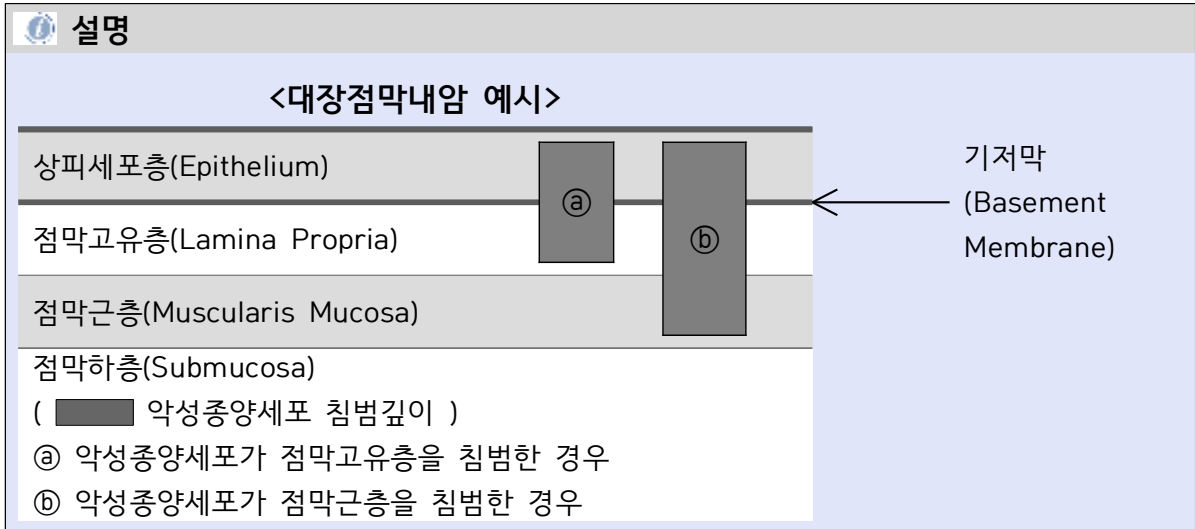 설명
<대장점막내암 예시>
상피세포층(Epithelium)
ⓐ
기저막
(Basement
Membrane)
점막고유층(Lamina Propria)
ⓑ
점막근층(Muscularis Mucosa)
점막하층(Submucosa)
( 악성종양세포 침범깊이 )
ⓐ 악성종양세포가 점막고유층을 침범한 경우
ⓑ 악성종양세포가 점막근층을 침범한 경우